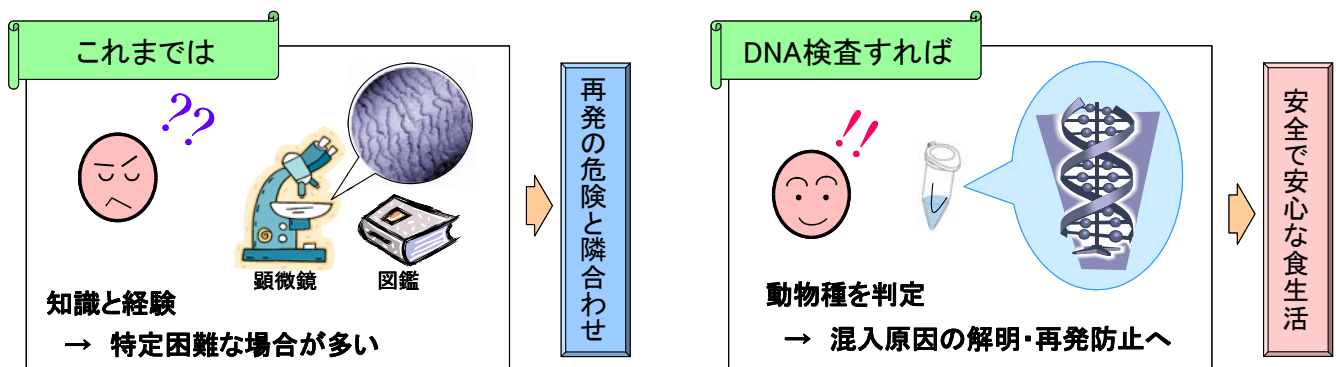 これまでは
??
顕微鏡
図鑑
知識と経験
→ 特定困難な場合が多い
再発の危険と隣合わせ
DNA検査すれば
!!
動物種を判定
→ 混入原因の解明・再発防止へ
安全で安心な食生活